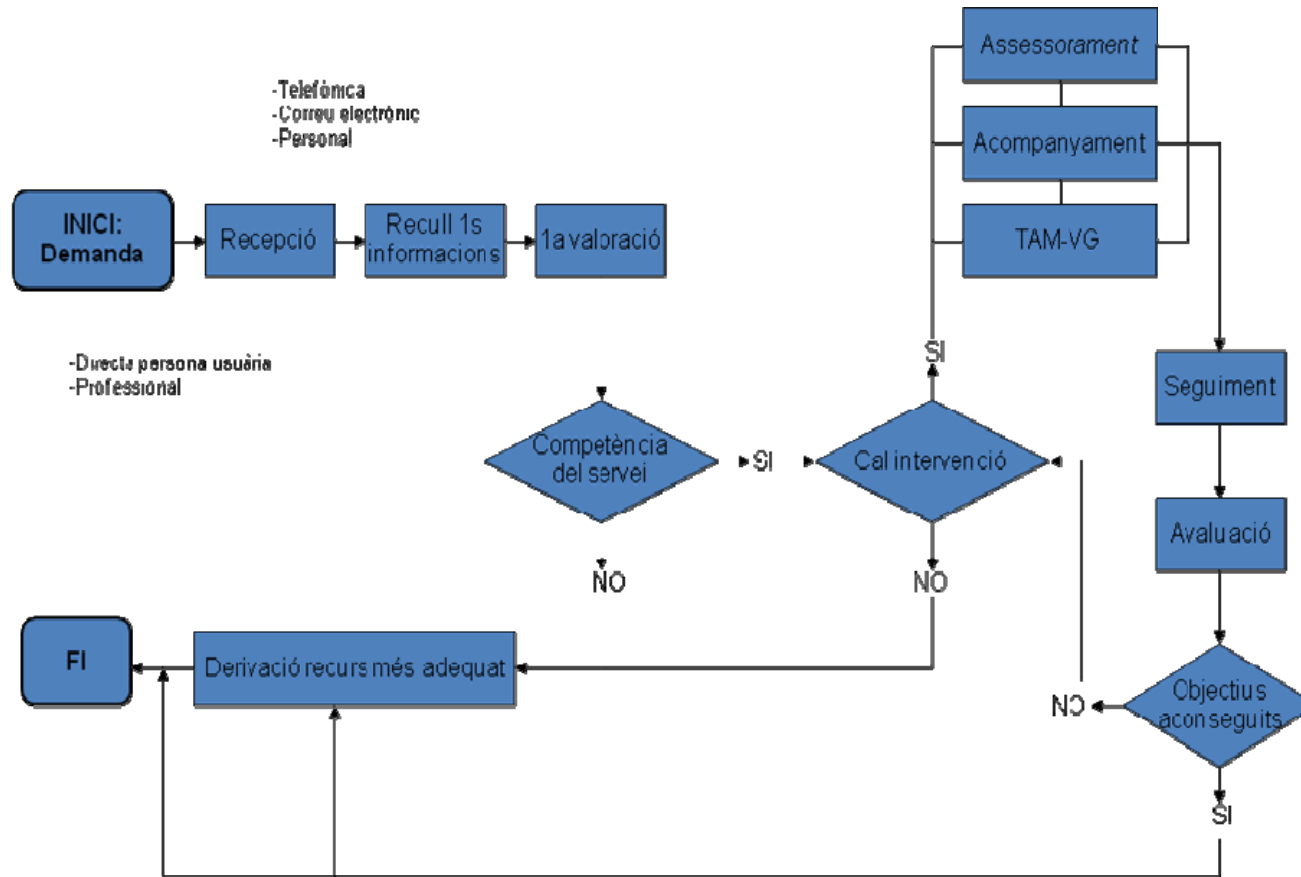 -Telefònica
-Correu electrònic
-Personal
INICI:
Demanda
Recepció
Recull 1s
informacions
1a valoració
-Directa persona usuària
-Professional
Assessorament
Acompanyament
TAM-VG
SI
Seguiment
Competència
del servei
SI
Cal intervenció
Avaluació
NO
NO
FI
Derivació recurs més adequat
NO
Objectius
aconseguits
SI